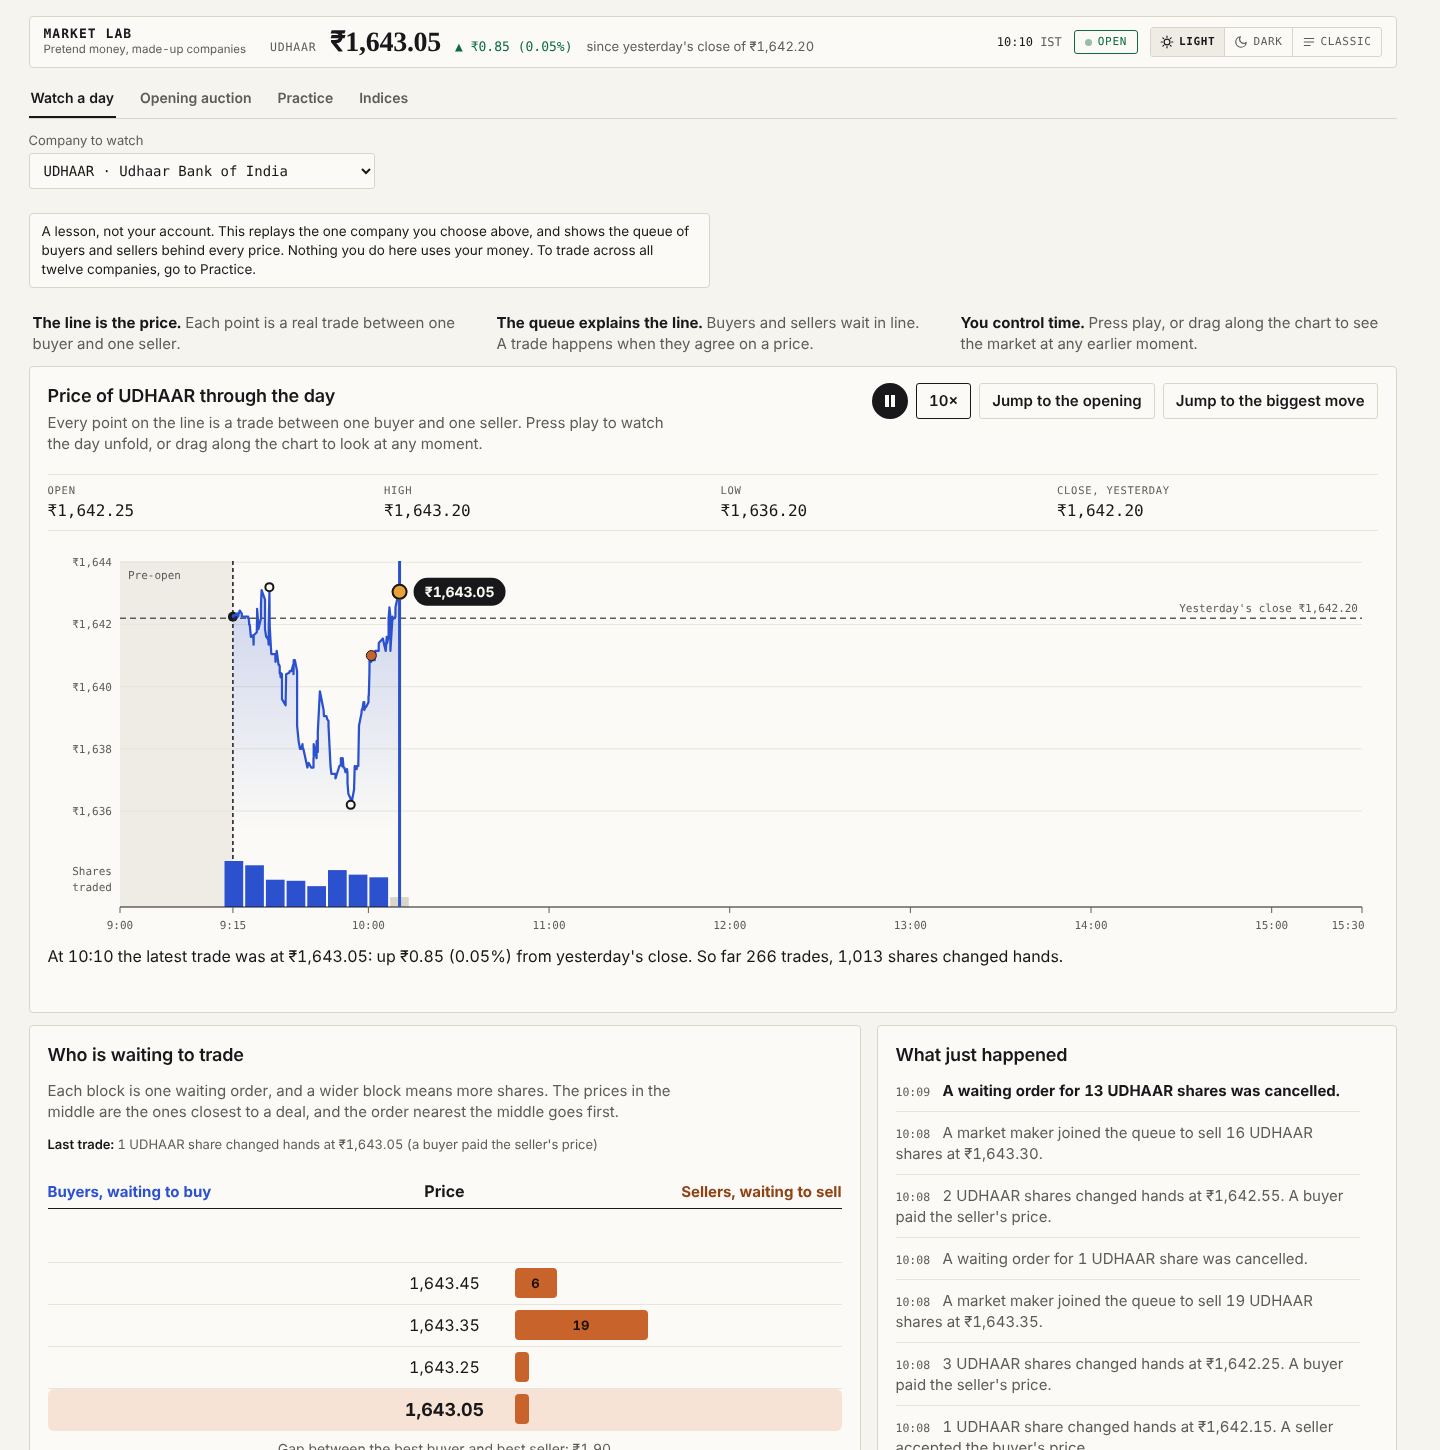 MARKET LAB
Pretend money, made-up companies
UDHAAR ₹1,643.05 ▲ ₹0.85 (0.05%) since yesterday's close of ₹1,642.20
10:10 IST OPEN LIGHT DARK CLASSIC
Watch a day Opening auction Practice Indices
Company to watch
UDHAAR · Udhaar Bank of India
A lesson, not your account. This replays the one company you choose above, and shows the queue of
buyers and sellers behind every price. Nothing you do here uses your money. To trade across all
twelve companies, go to Practice.
The line is the price. Each point is a real trade between one
buyer and one seller.
The queue explains the line. Buyers and sellers wait in line.
A trade happens when they agree on a price.
You control time. Press play, or drag along the chart to see
the market at any earlier moment.
Price of UDHAAR through the day
10× Jump to the opening Jump to the biggest move
Every point on the line is a trade between one buyer and one seller. Press play to watch
the day unfold, or drag along the chart to look at any moment.
OPEN HIGH LOW CLOSE, YESTERDAY
₹1,642.25 ₹1,643.20 ₹1,636.20 ₹1,642.20
₹1,644
Pre-open
₹1,643.05
Yesterday's close ₹1,642.20
₹1,642
₹1,640
₹1,638
₹1,636
Shares
traded
9:00 9:15 10:00 11:00 12:00 13:00 14:00 15:00 15:30
At 10:10 the latest trade was at ₹1,643.05: up ₹0.85 (0.05%) from yesterday's close. So far 266 trades, 1,013 shares changed hands.
Who is waiting to trade
Each block is one waiting order, and a wider block means more shares. The prices in the
middle are the ones closest to a deal, and the order nearest the middle goes first.
Last trade: 1 UDHAAR share changed hands at ₹1,643.05 (a buyer paid the seller's price)
Buyers, waiting to buy Price Sellers, waiting to sell
1,643.45 6
1,643.35 19
1,643.25
1,643.05
Gap between the best buyer and best seller: ₹1.90
What just happened
10:09 A waiting order for 13 UDHAAR shares was cancelled.
10:08 A market maker joined the queue to sell 16 UDHAAR
shares at ₹1,643.30.
10:08 2 UDHAAR shares changed hands at ₹1,642.55. A buyer
paid the seller's price.
10:08 A waiting order for 1 UDHAAR share was cancelled.
10:08 A market maker joined the queue to sell 19 UDHAAR
shares at ₹1,643.35.
10:08 3 UDHAAR shares changed hands at ₹1,642.25. A buyer
paid the seller's price.
10:08 1 UDHAAR share changed hands at ₹1,642.15. A seller
accepted the buyer's price.